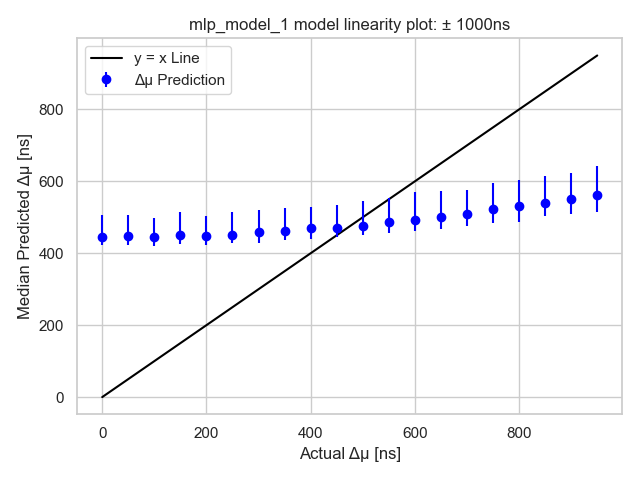 mlp_model_1 model linearity plot: ± 1000ns
y = x Line
Δμ Prediction
Median Predicted Δμ [ns]
800
600
400
200
0
0 200 400 600 800
Actual Δμ [ns]